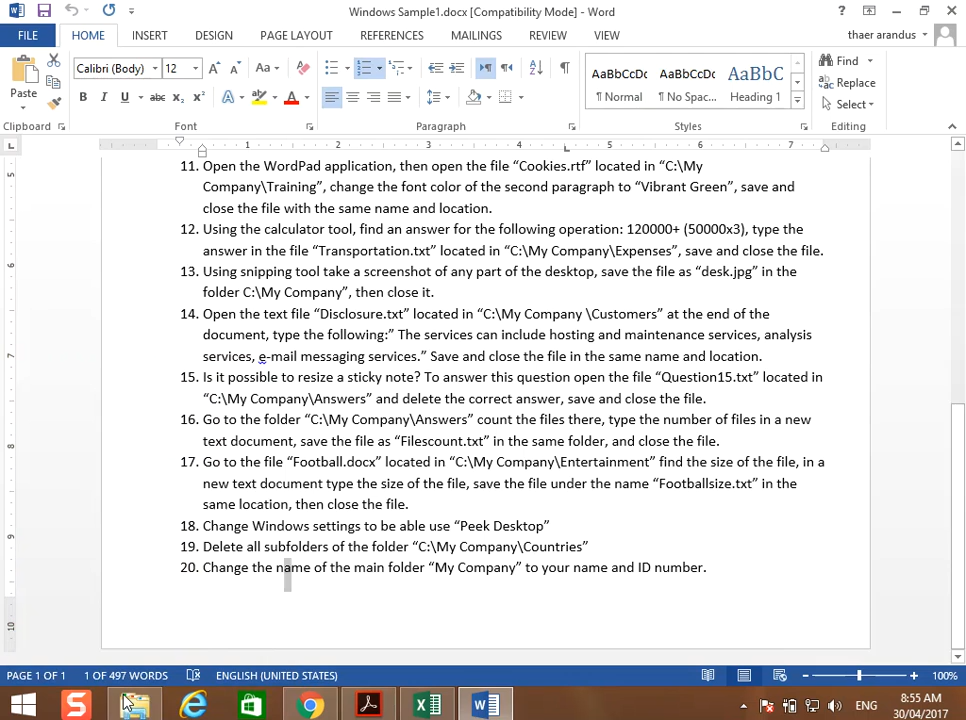 Windows Sample1.docx [Compatibility Mode] - Word
FILE HOME INSERT DESIGN PAGE LAYOUT REFERENCES MAILINGS REVIEW VIEW thaer arandus
Calibri (Body) 12 Aa
AaBbCcDc AaBbCcDc AaBbC
¶ Normal ¶ No Spac... Heading 1
Find
Replace
Select
Paste
B I U abc x₂ x² A ab A
Clipboard Font Paragraph Styles Editing
1 2 3 4 5 6 7
11. Open the WordPad application, then open the file “Cookies.rtf” located in “C:\My
Company\Training”, change the font color of the second paragraph to “Vibrant Green”, save and
close the file with the same name and location.
12. Using the calculator tool, find an answer for the following operation: 120000+ (50000x3), type the
answer in the file “Transportation.txt” located in “C:\My Company\Expenses”, save and close the file.
13. Using snipping tool take a screenshot of any part of the desktop, save the file as “desk.jpg” in the
folder C:\My Company”, then close it.
14. Open the text file “Disclosure.txt” located in “C:\My Company \Customers” at the end of the
document, type the following:” The services can include hosting and maintenance services, analysis
services, e-mail messaging services.” Save and close the file in the same name and location.
15. Is it possible to resize a sticky note? To answer this question open the file “Question15.txt” located in
“C:\My Company\Answers” and delete the correct answer, save and close the file.
16. Go to the folder “C:\My Company\Answers” count the files there, type the number of files in a new
text document, save the file as “Filescount.txt” in the same folder, and close the file.
17. Go to the file “Football.docx” located in “C:\My Company\Entertainment” find the size of the file, in a
new text document type the size of the file, save the file under the name “Footballsize.txt” in the
same location, then close the file.
18. Change Windows settings to be able use “Peek Desktop”
19. Delete all subfolders of the folder “C:\My Company\Countries”
20. Change the name of the main folder “My Company” to your name and ID number.
PAGE 1 OF 1 1 OF 497 WORDS ENGLISH (UNITED STATES) 100%
ENG
8:55 AM
30/04/2017